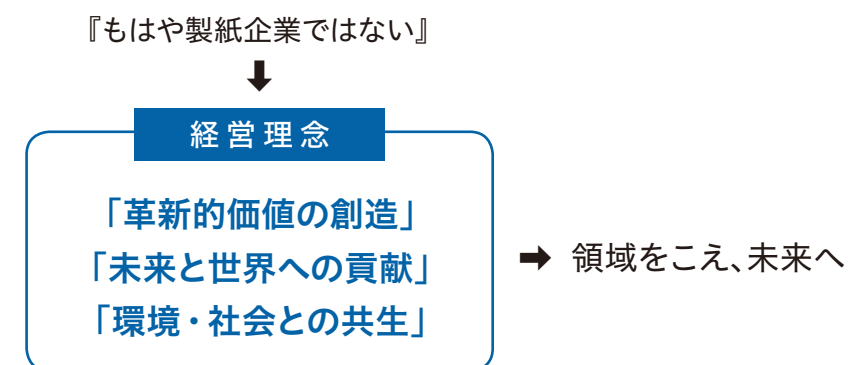 『もはや製紙企業ではない』
経営理念
「革新的価値の創造」
「未来と世界への貢献」
「環境・社会との共生」
領域をこえ、未来へ